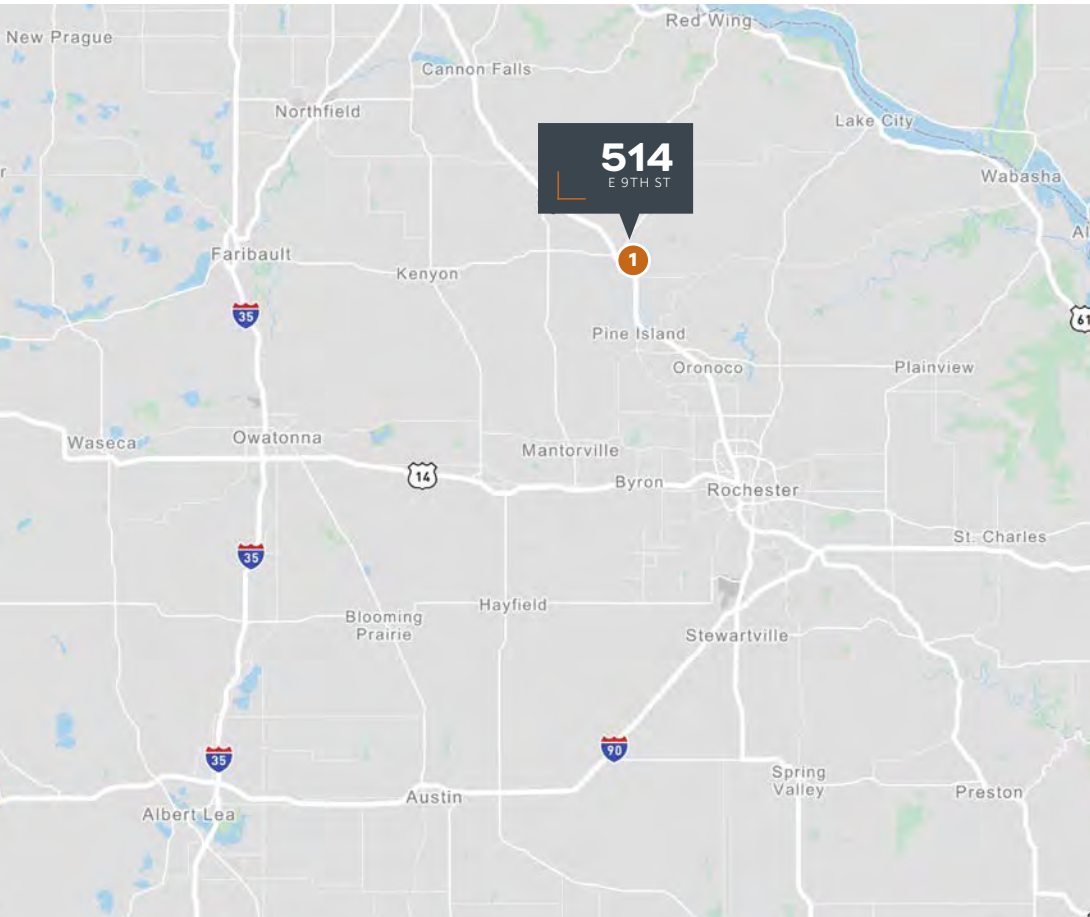 Red Wing
New Prague
Cannon Falls
Northfield
Lake City
514
E 9TH ST
r
Wabasha
Al
Faribault
1
Kenyon
35
61
Pine Island
Oronoco
Plainview
Waseca
Owatonna
Mantorville
14
Byron
Rochester
St. Charles
35
Hayfield
Blooming
Prairie
Stewartville
90
35
Spring
Valley
Preston
Austin
Albert Lea